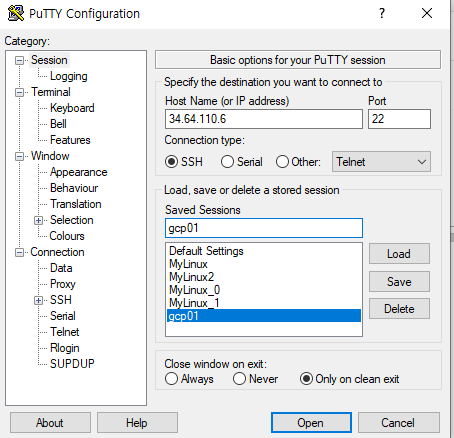 PuTTY Configuration
Category:
Session
Logging
Terminal
Keyboard
Bell
Features
Window
Appearance
Behaviour
Translation
Selection
Colours
Connection
Data
Proxy
SSH
Serial
Telnet
Rlogin
SUPDUP
Basic options for your PuTTY session
Specify the destination you want to connect to
Host Name (or IP address) Port
34.64.110.6 22
Connection type:
SSH Serial Other: Telnet
Load, save or delete a stored session
Saved Sessions
gcp01
Default Settings
MyLinux
MyLinux2
MyLinux_0
MyLinux_1
gcp01
Load
Save
Delete
Close window on exit:
Always Never Only on clean exit
About Help Open Cancel